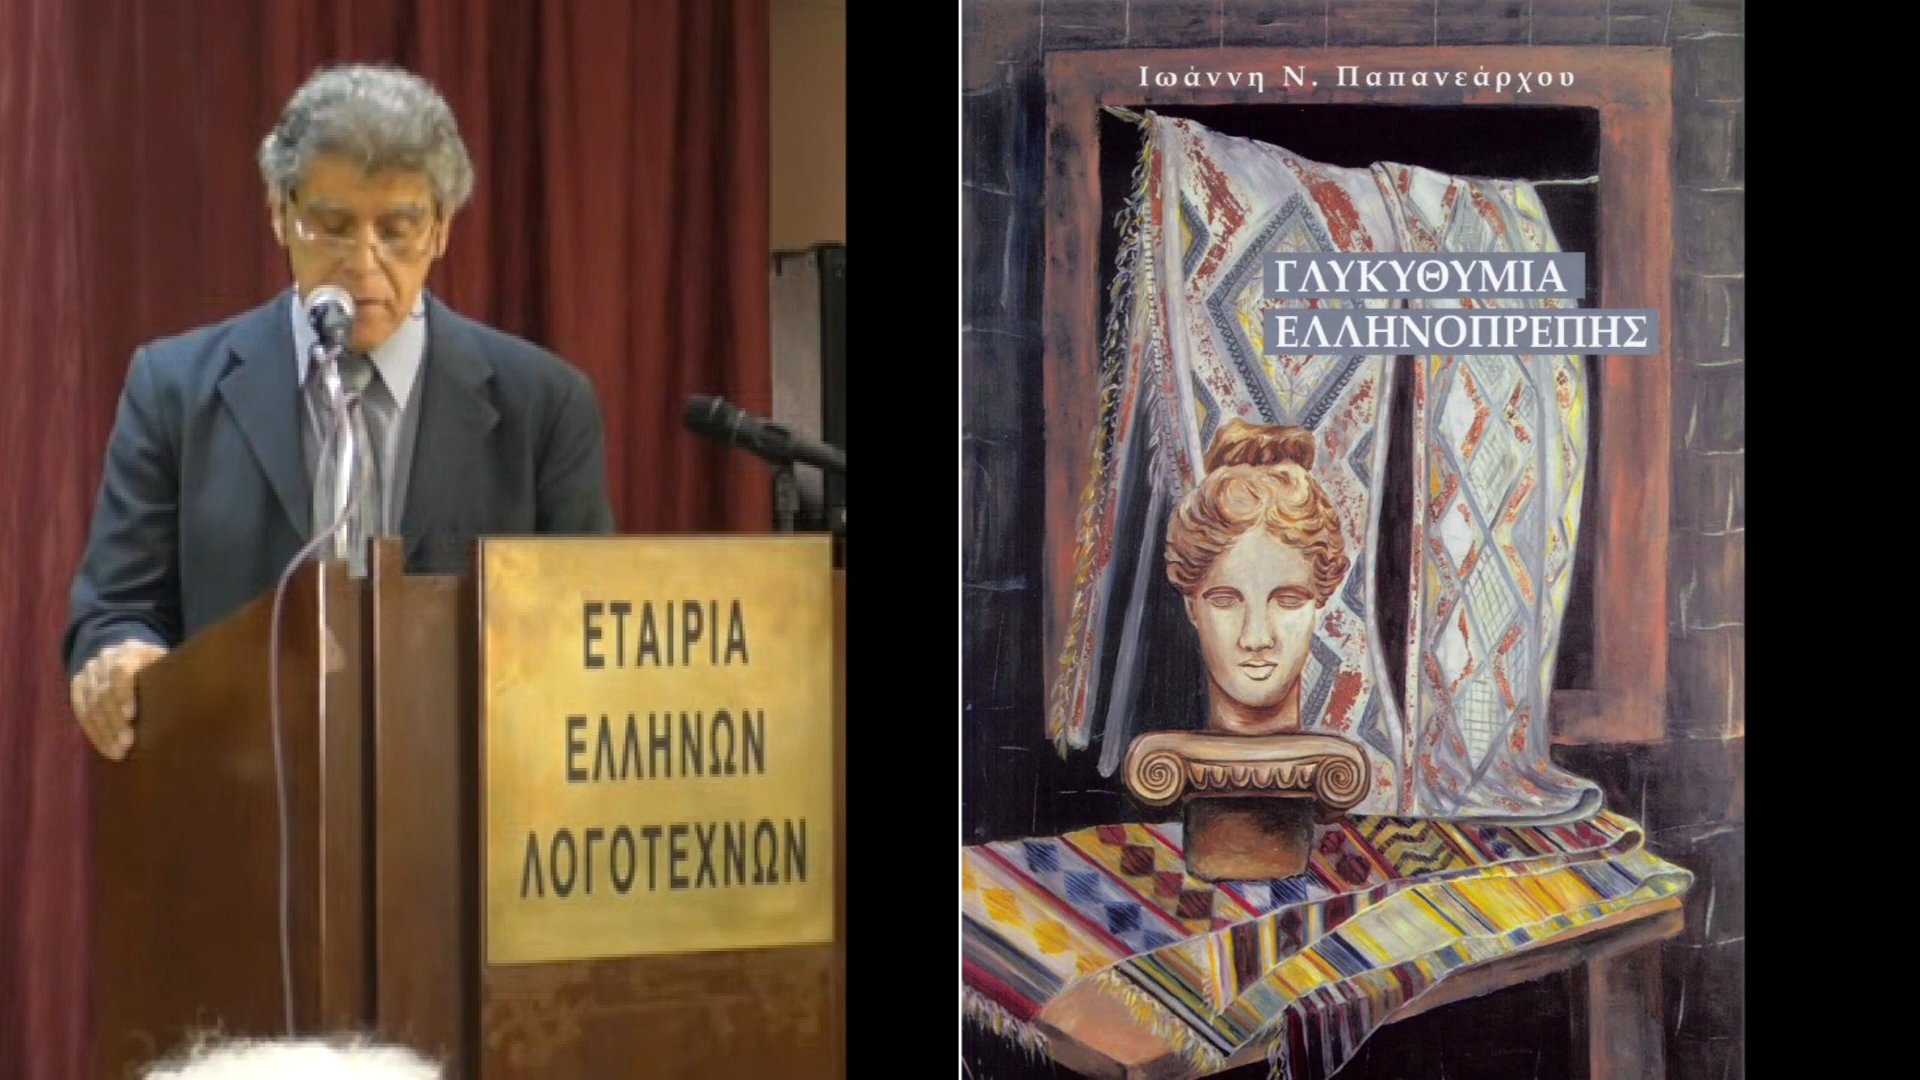 ΕΤΑΙΡΙΑ
ΕΛΛΗΝΩΝ
ΛΟΓΟΤΕΧΝΩΝ
Ιωάννη Ν. Παπανεάρχου
ΓΛΥΚΥΘΥΜΙΑ
ΕΛΛΗΝΟΠΡΕΠΗΣ